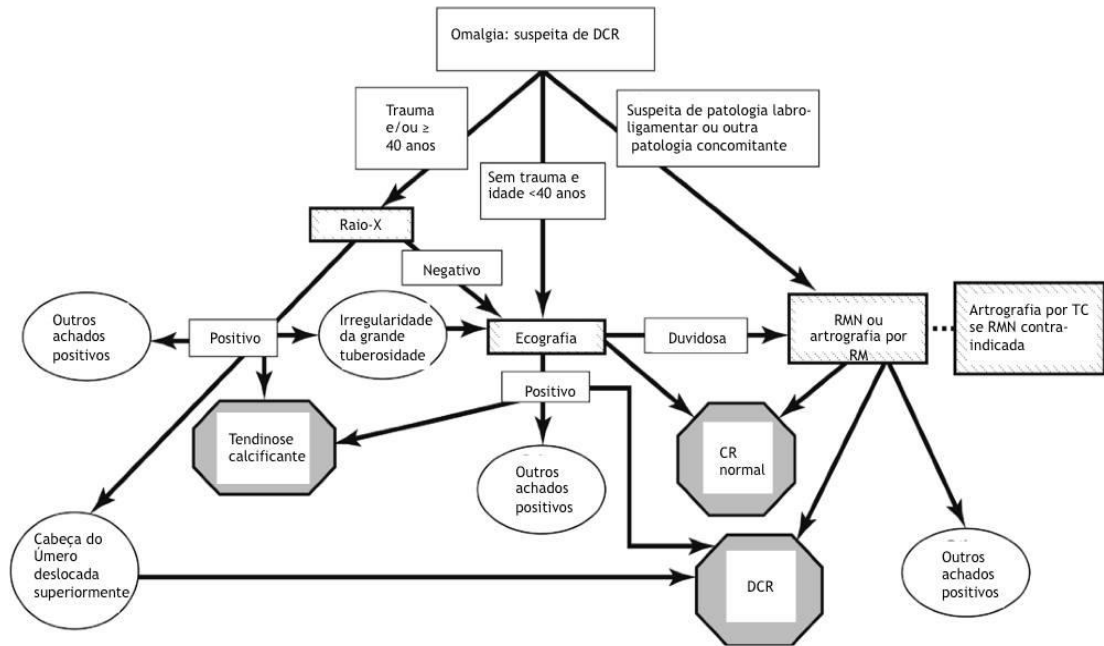 Omalgia: suspeita de DCR
Trauma
e/ou ≥
40 anos
Suspeita de patologia labro-
ligamentar ou outra
patologia concomitante
Sem trauma e
idade <40 anos
Raio-X
Negativo
Outros
achados
positivos
Positivo
Irregularidade
da grande
tuberosidade
Ecografia
Duvidosa
RMN ou
artrografia por
RM
Artrografia por TC
se RMN contra-
indicada
Positivo
Tendinose
calcificante
CR
normal
Outros
achados
positivos
Cabeça do
Úmero
deslocada
superiormente
DCR
Outros
achados
positivos